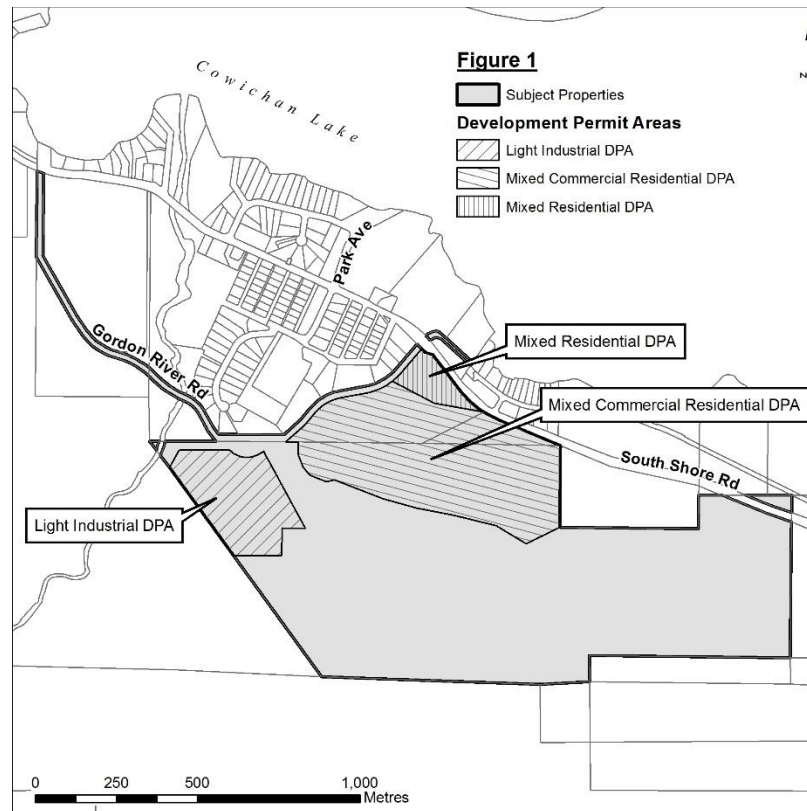 Cowichan Lake
Figure 1
N
Subject Properties
Development Permit Areas
Light Industrial DPA
Mixed Commercial Residential DPA
Mixed Residential DPA
Park Ave
Gordon River Rd
Mixed Residential DPA
Mixed Commercial Residential DPA
South Shore Rd
Light Industrial DPA
0 250 500 1,000
Metres